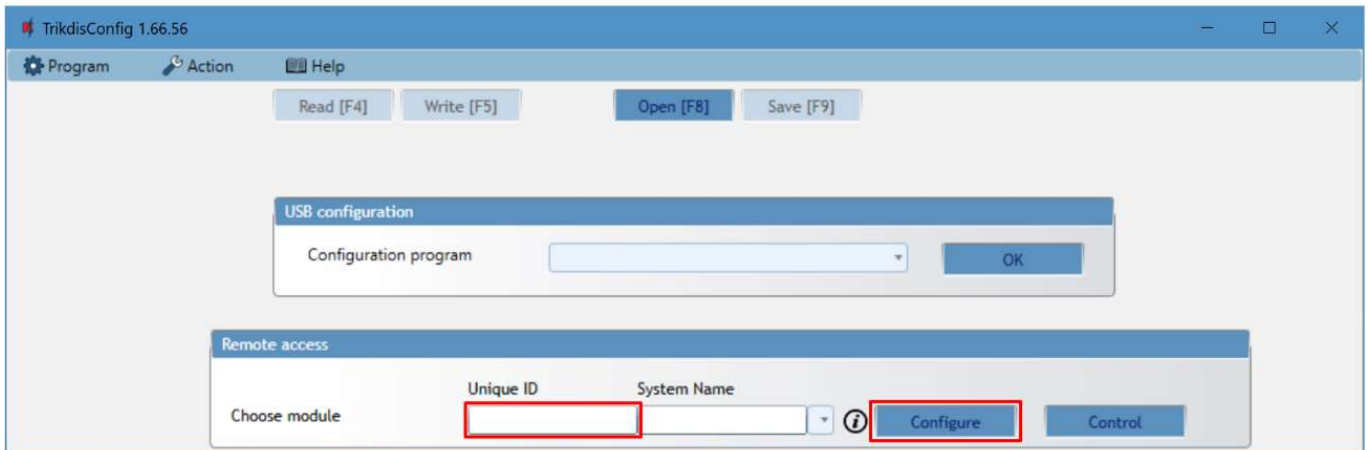 TrikdisConfig 1.66.56
Program Action Help
Read [F4] Write [F5] Open [F8] Save [F9]
USB configuration
Configuration program OK
Remote access
Unique ID System Name
Choose module i Configure Control